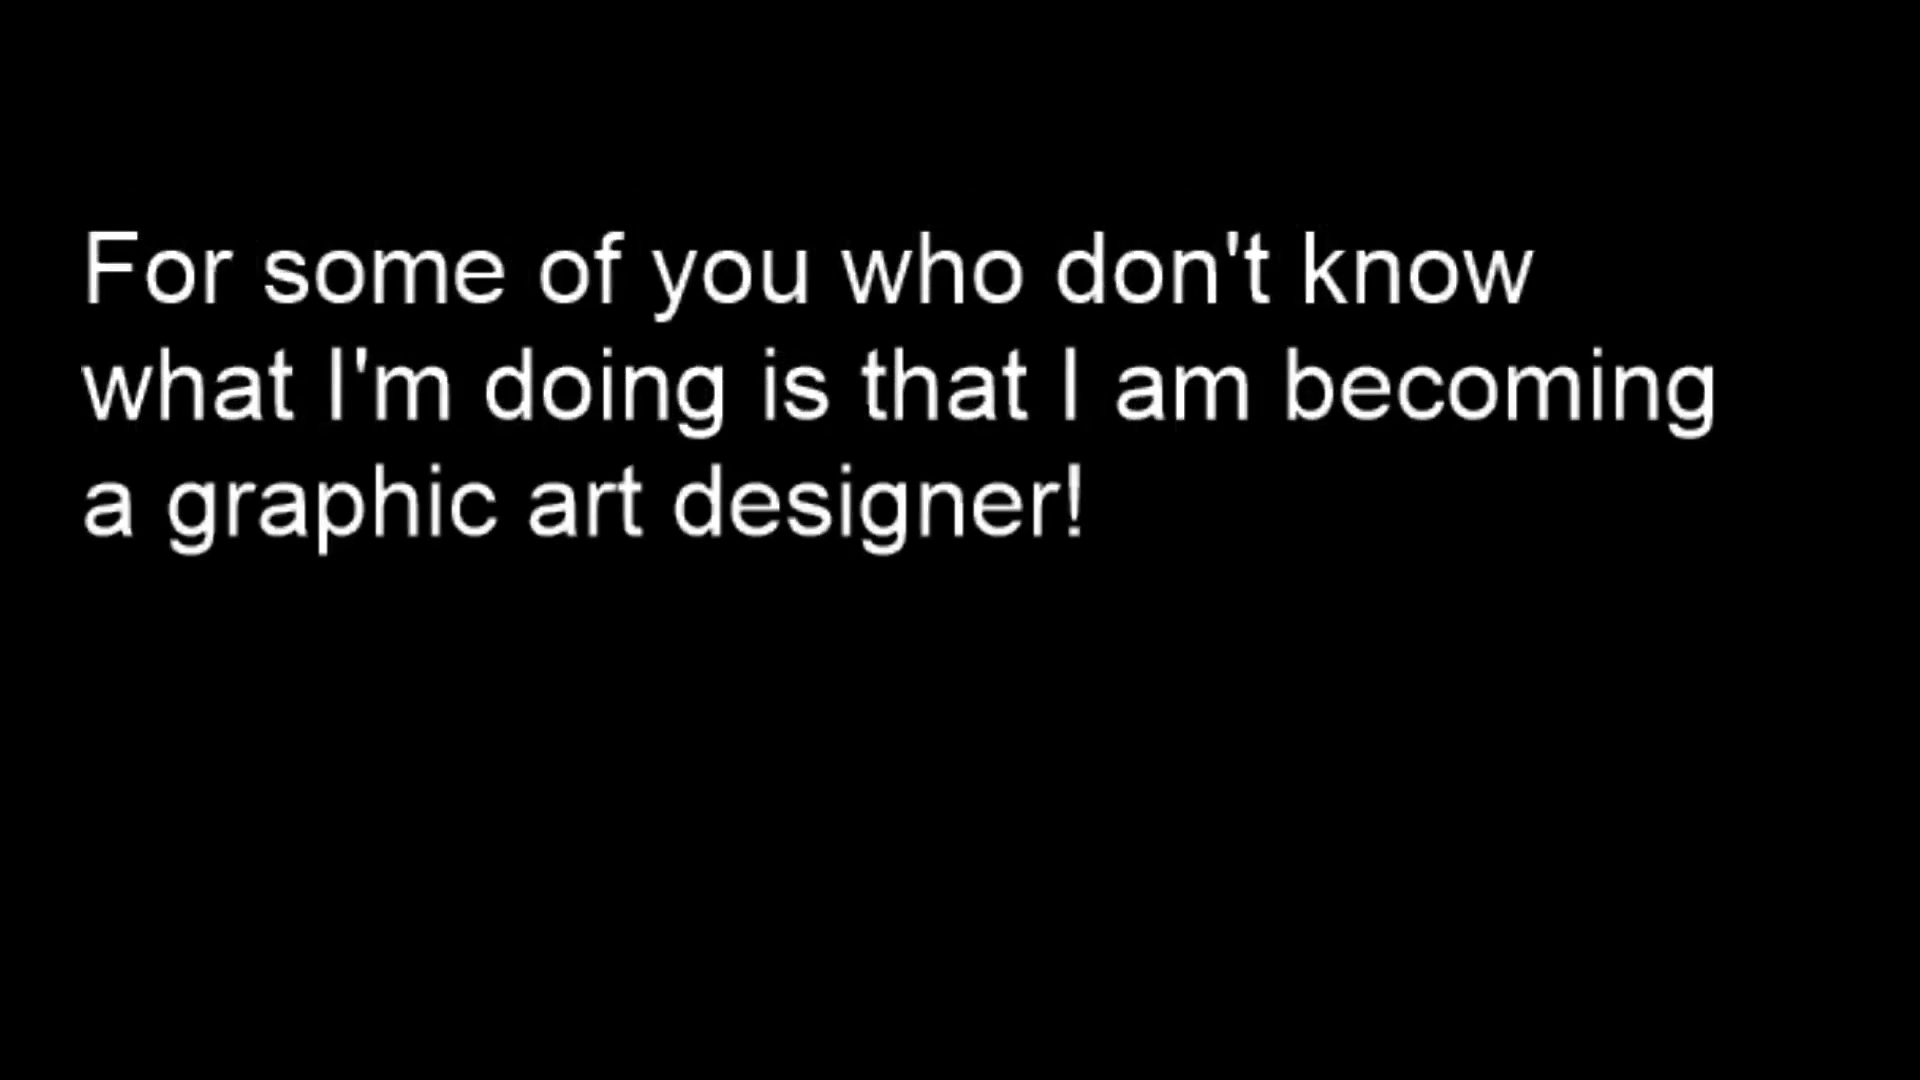 For some of you who don't know
what I'm doing is that I am becoming
a graphic art designer!